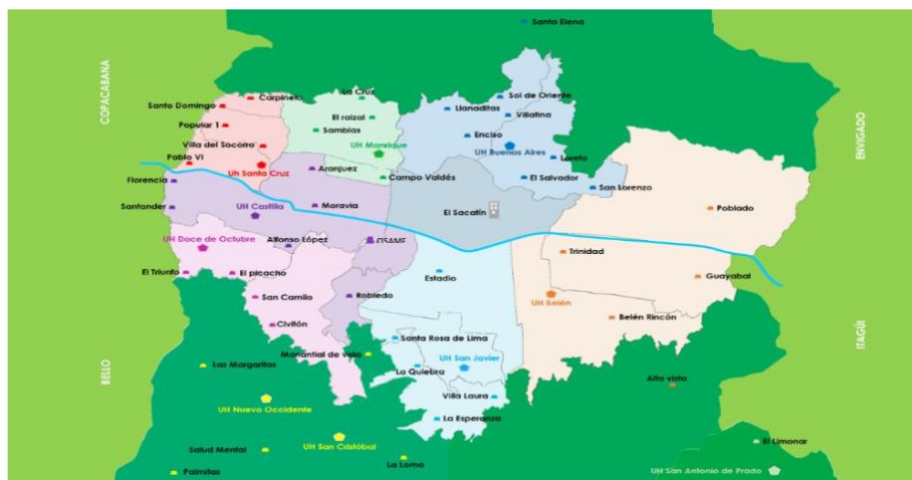 Santa Elena
COPACABANA
ENVIGADO
Carpinelo
La Cruz
Sol de Oriente
Santo Domingo
Llanaditas
Popular 1
El raizal
Villatina
Sambias
Enciso
Villa del Socorro
UH Manrique
UH Buenos Aires
Pablo VI
Loreto
Uh Santa Cruz
Aranjuez
Florencia
Campo Valdés
El Salvador
San Lorenzo
Santander
UH Castilla
Moravia
El Sacatín
Poblado
UH Doce de Octubre
Alfonso López
CISAME
Trinidad
El Triunfo
El picacho
Estadio
Guayabal
San Camilo
Robledo
UH Belén
Civitón
Belén Rincón
Santa Rosa de Lima
ITAGÜÍ
Manantial de vida
UH San Javier
BELLO
Las Margaritas
La Quiebra
Alta vista
Villa Laura
UH Nuevo Occidente
La Esperanza
UH San Cristóbal
El Limonar
Salud Mental
La Loma
Palmitas
UH San Antonio de Prado